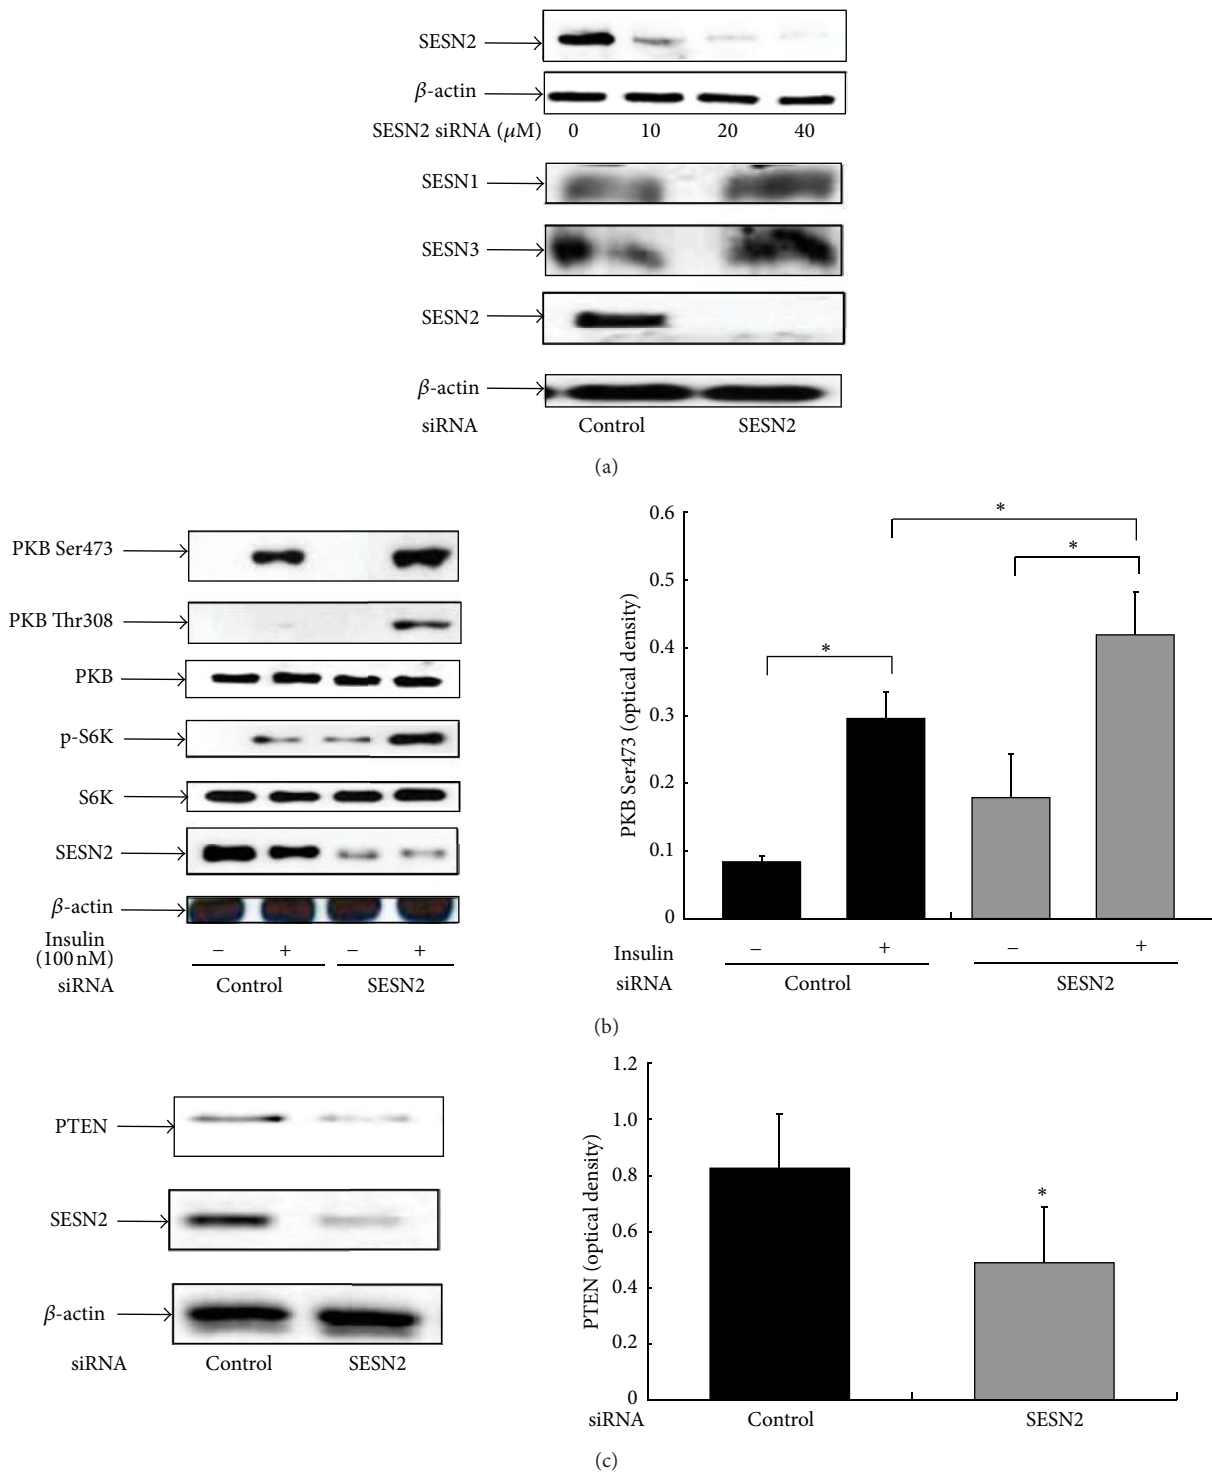 SESN2
β-actin
SESN2 siRNA (μM) 0 10 20 40
SESN1
SESN3
SESN2
β-actin
siRNA Control SESN2
(a)
PKB Ser473
PKB Thr308
PKB
p-S6K
S6K
SESN2
β-actin
Insulin
(100 nM) − + − +
siRNA Control SESN2
0.6
0.5
0.4
0.3
0.2
0.1
0
PKB Ser473 (optical density)
*
*
*
Insulin − + − +
siRNA Control SESN2
(b)
PTEN
SESN2
β-actin
siRNA Control SESN2
1.2
1.0
0.8
0.6
0.4
0.2
0
PTEN (optical density)
*
siRNA Control SESN2
(c)